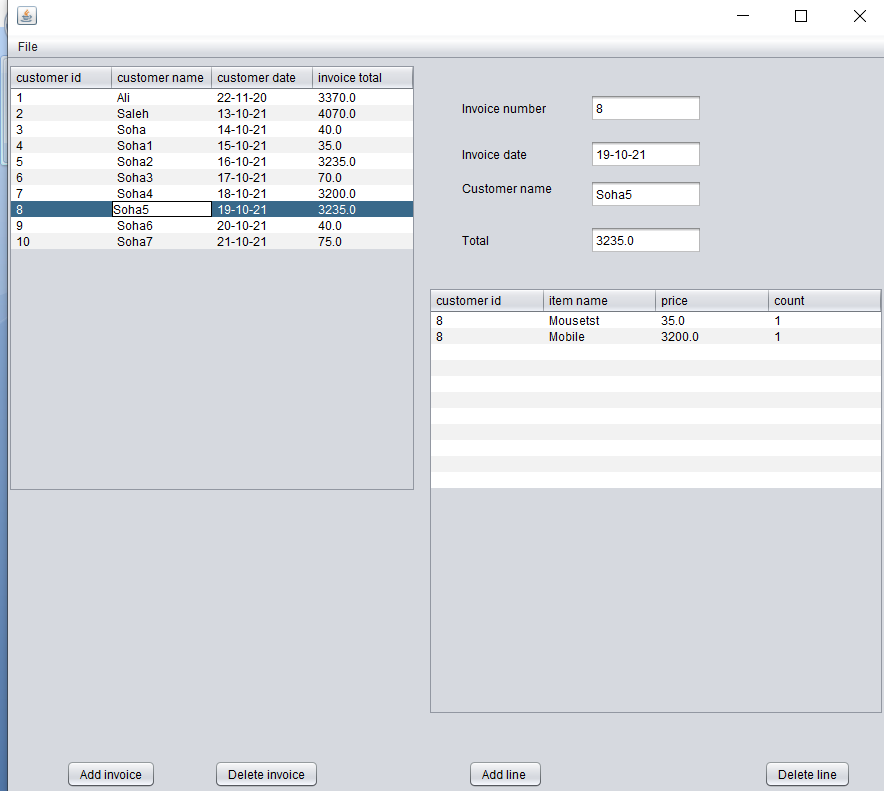 File
customer id customer name customer date invoice total
1 Ali 22-11-20 3370.0
2 Saleh 13-10-21 4070.0
3 Soha 14-10-21 40.0
4 Soha1 15-10-21 35.0
5 Soha2 16-10-21 3235.0
6 Soha3 17-10-21 70.0
7 Soha4 18-10-21 3200.0
8 Soha5 19-10-21 3235.0
9 Soha6 20-10-21 40.0
10 Soha7 21-10-21 75.0
Invoice number 8
Invoice date 19-10-21
Customer name Soha5
Total 3235.0
customer id item name price count
8 Mousetst 35.0 1
8 Mobile 3200.0 1
Add invoice Delete invoice Add line Delete line